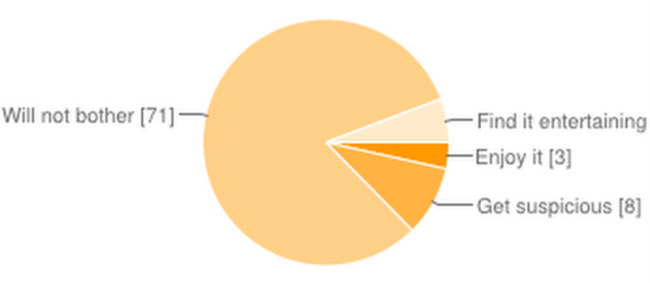 Will not bother [71]
Find it entertaining
Enjoy it [3]
Get suspicious [8]